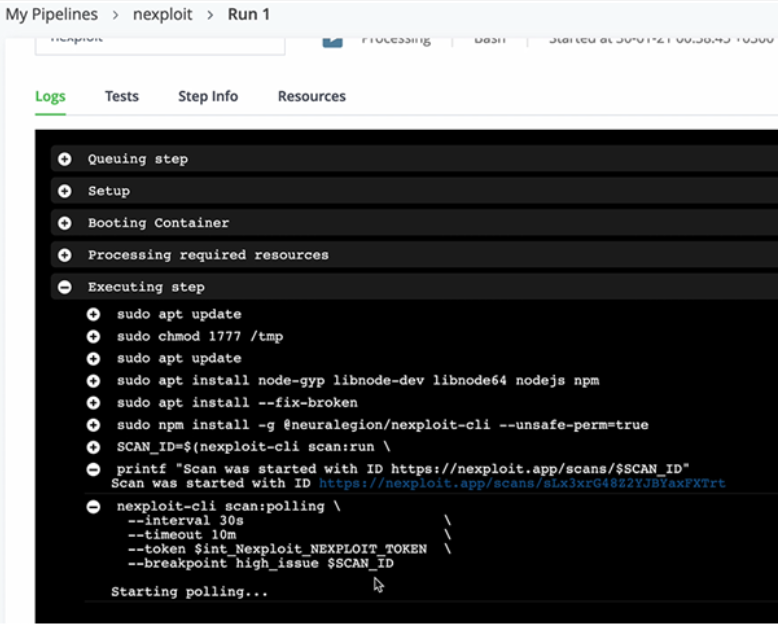 My Pipelines > nexploit > Run 1
nexploit Processing Bash Started at 30-01-21 00:38:45 +0300
Logs Tests Step Info Resources
Queuing step
Setup
Booting Container
Processing required resources
Executing step
sudo apt update
sudo chmod 1777 /tmp
sudo apt update
sudo apt install node-gyp libnode-dev libnode64 nodejs npm
sudo apt install --fix-broken
sudo npm install -g @neuralegion/nexploit-cli --unsafe-perm=true
SCAN_ID=$(nexploit-cli scan:run \
printf "Scan was started with ID https://nexploit.app/scans/$SCAN_ID"
Scan was started with ID https://nexploit.app/scans/sLx3xrG48Z2YJBYaxFXTrt
nexploit-cli scan:polling \
--interval 30s \
--timeout 10m \
--token $int_Nexploit_NEXPLOIT_TOKEN \
--breakpoint high_issue $SCAN_ID
Starting polling...